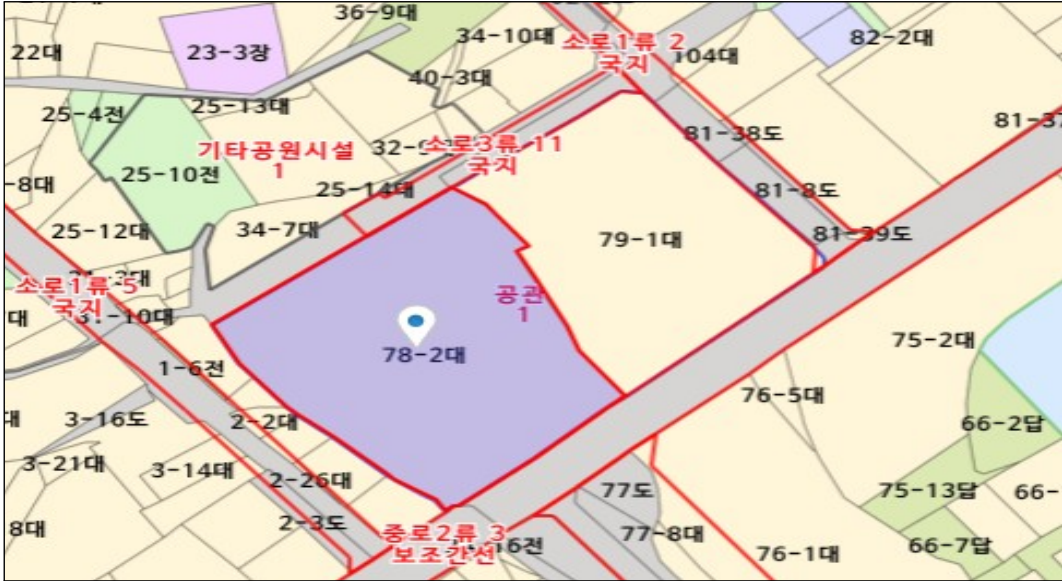 36-9대
34-10대
소로1류 2
국지
104대
82-2대
22대
23-3장
40-3대
25-4전
25-13대
81-38도
기타공원시설
1
소로3류 11
국지
25-10전
-8대
25-14대
81-8도
25-12대
34-7대
79-1대
81-39도
소로1류 5
국지
공관
1
대
78-2대
75-2대
1-6전
76-5대
3-16도
2-2대
66-2답
3-21대
3-14대
2-26대
77도
75-13답
66-
8대
2-3도
중로2류 3
보조간선
16전
77-8대
76-1대
66-7답